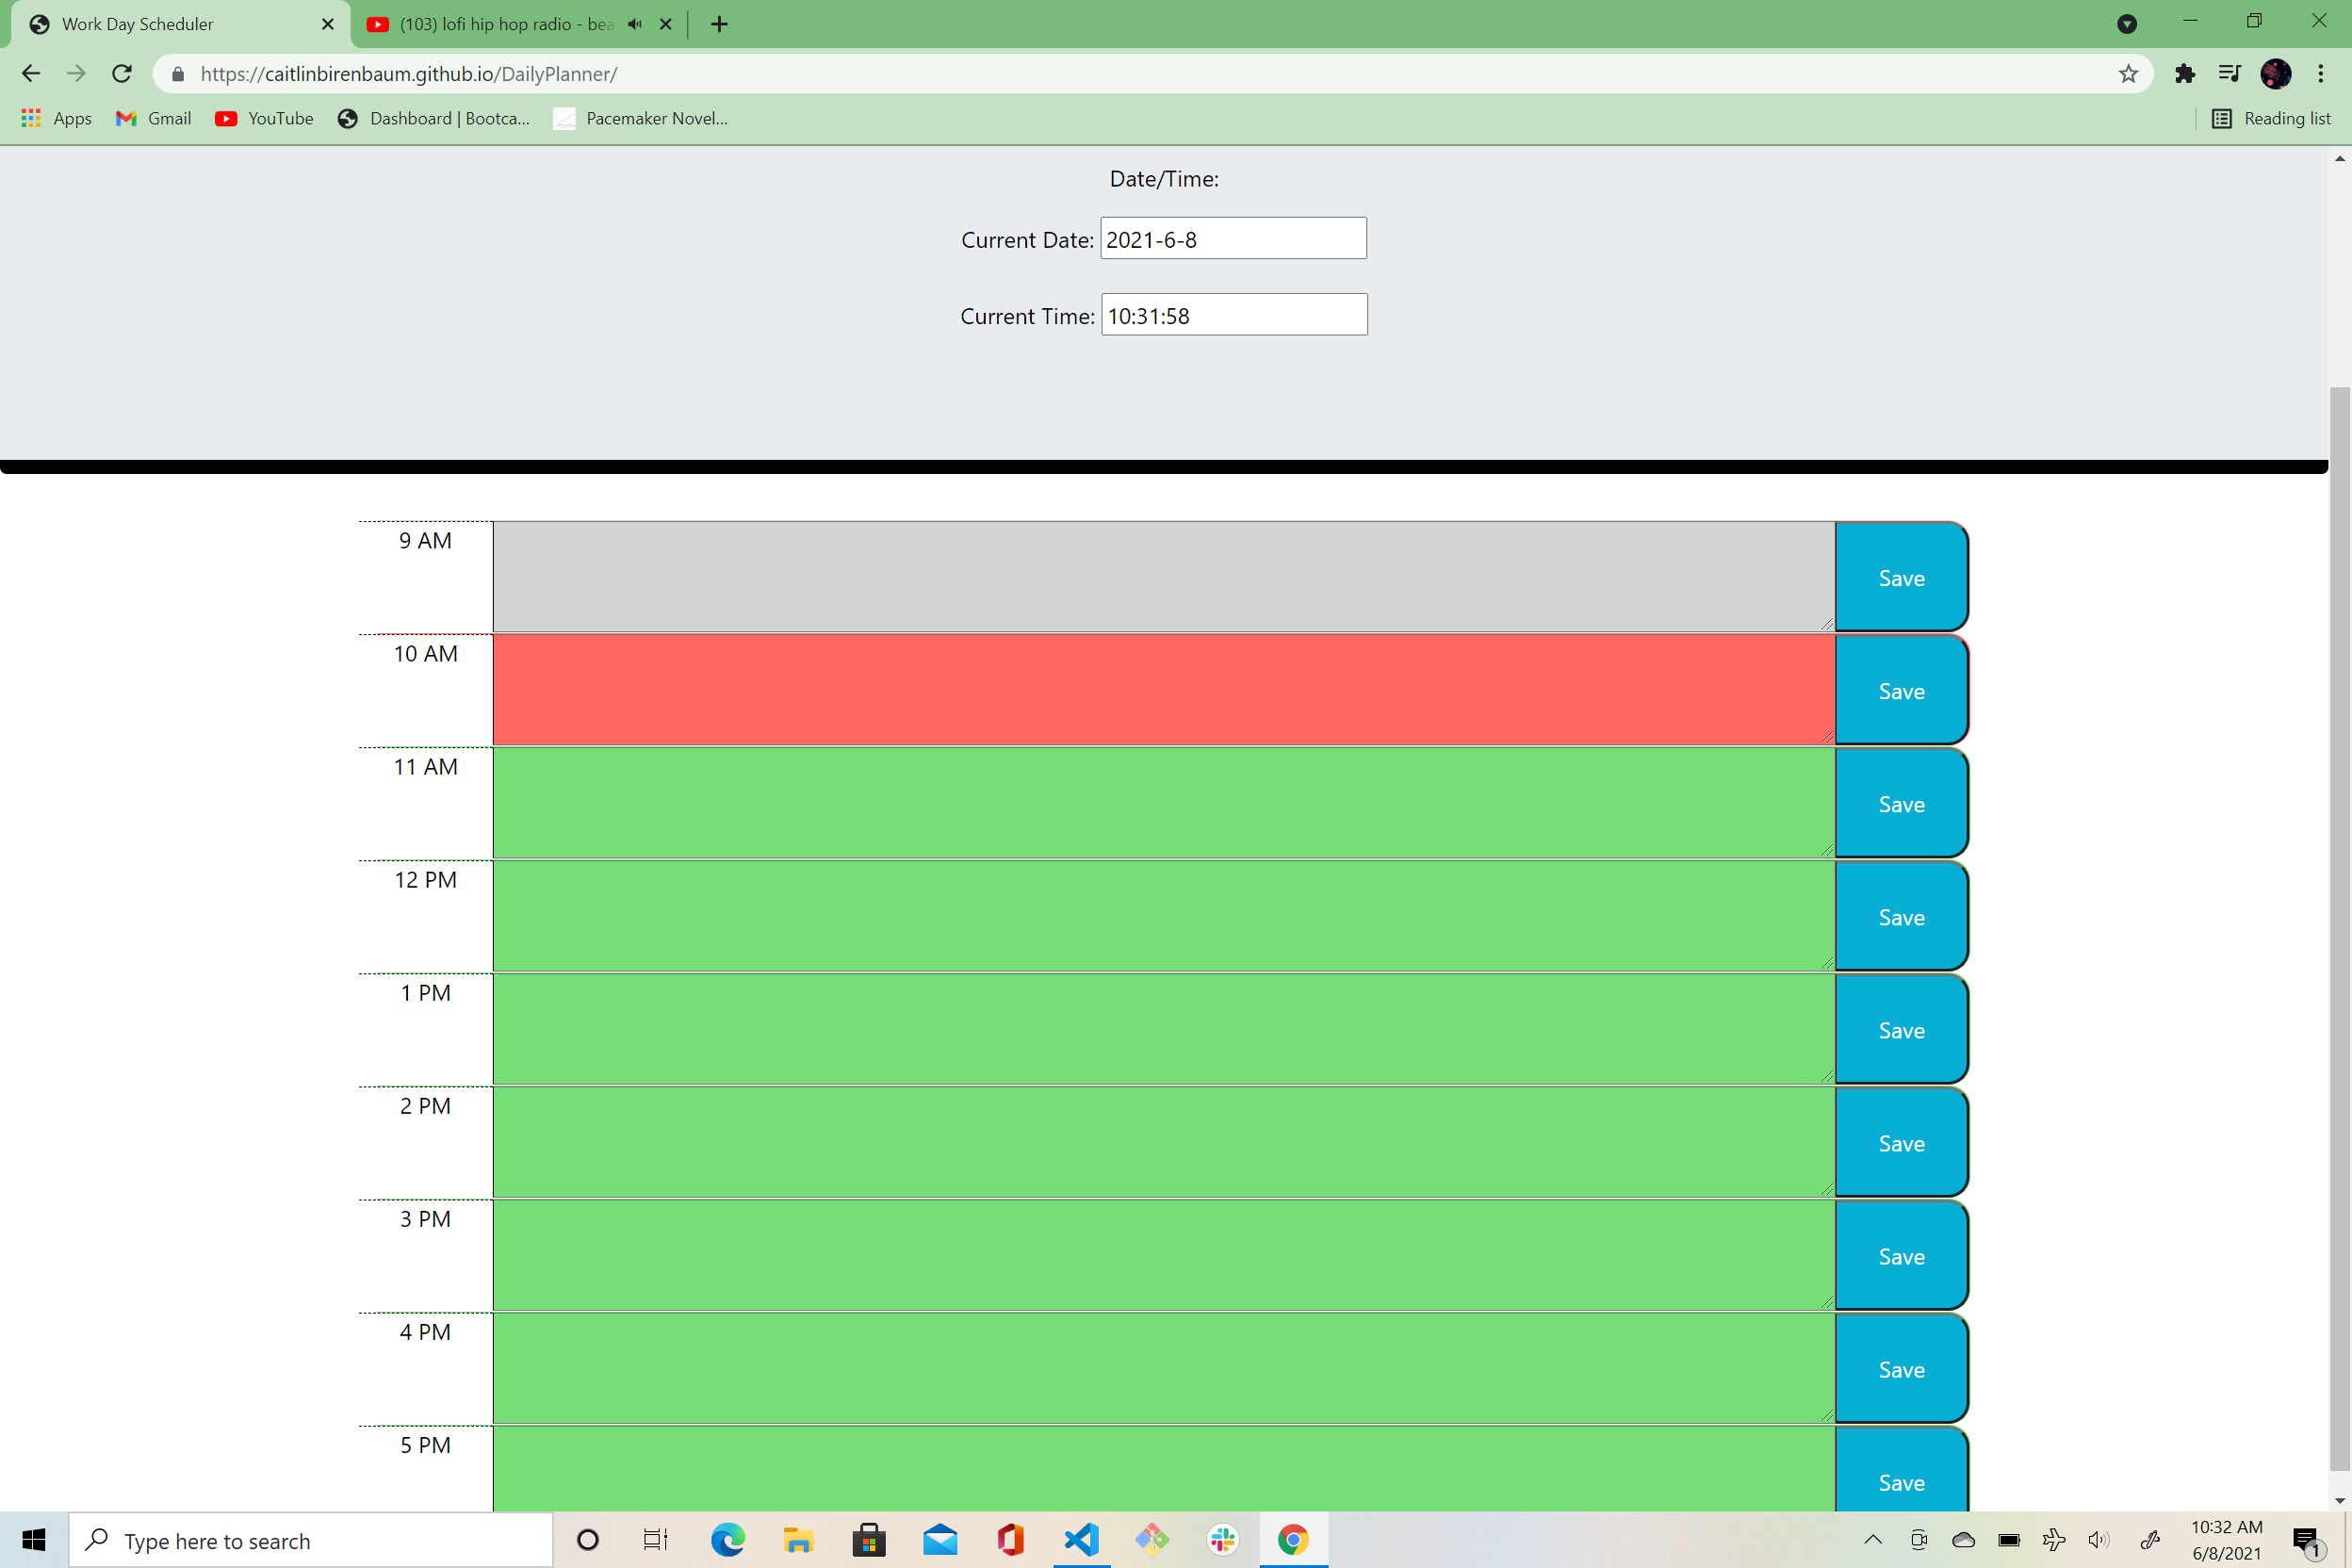 Work Day Scheduler
(103) lofi hip hop radio - bea
https://caitlinbirenbaum.github.io/DailyPlanner/
Apps Gmail YouTube Dashboard | Bootca... Pacemaker Novel... Reading list
Date/Time:
Current Date: 2021-6-8
Current Time: 10:31:58
9 AM
Save
10 AM
Save
11 AM
Save
12 PM
Save
1 PM
Save
2 PM
Save
3 PM
Save
4 PM
Save
5 PM
Save
Type here to search
10:32 AM
6/8/2021
1